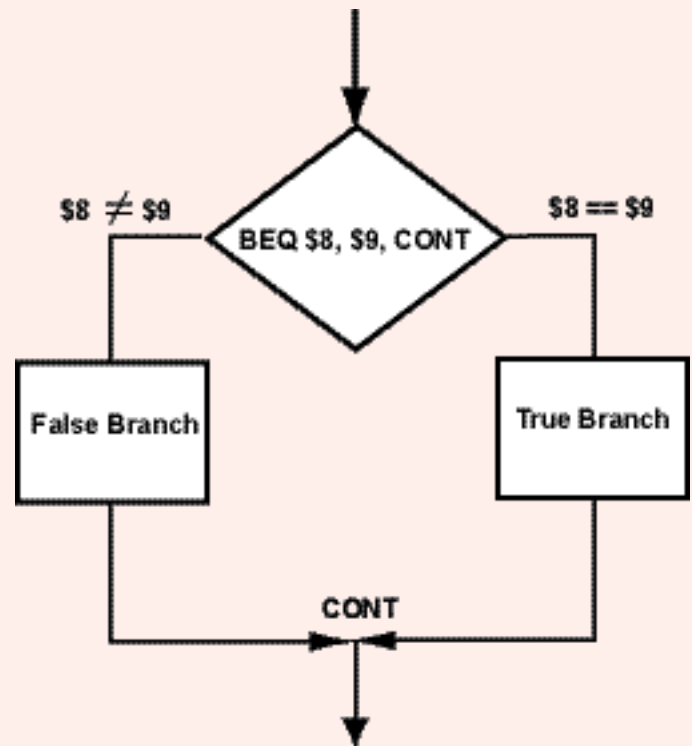 $8 ≠ $9
$8 == $9
BEQ $8, $9, CONT
False Branch
True Branch
CONT